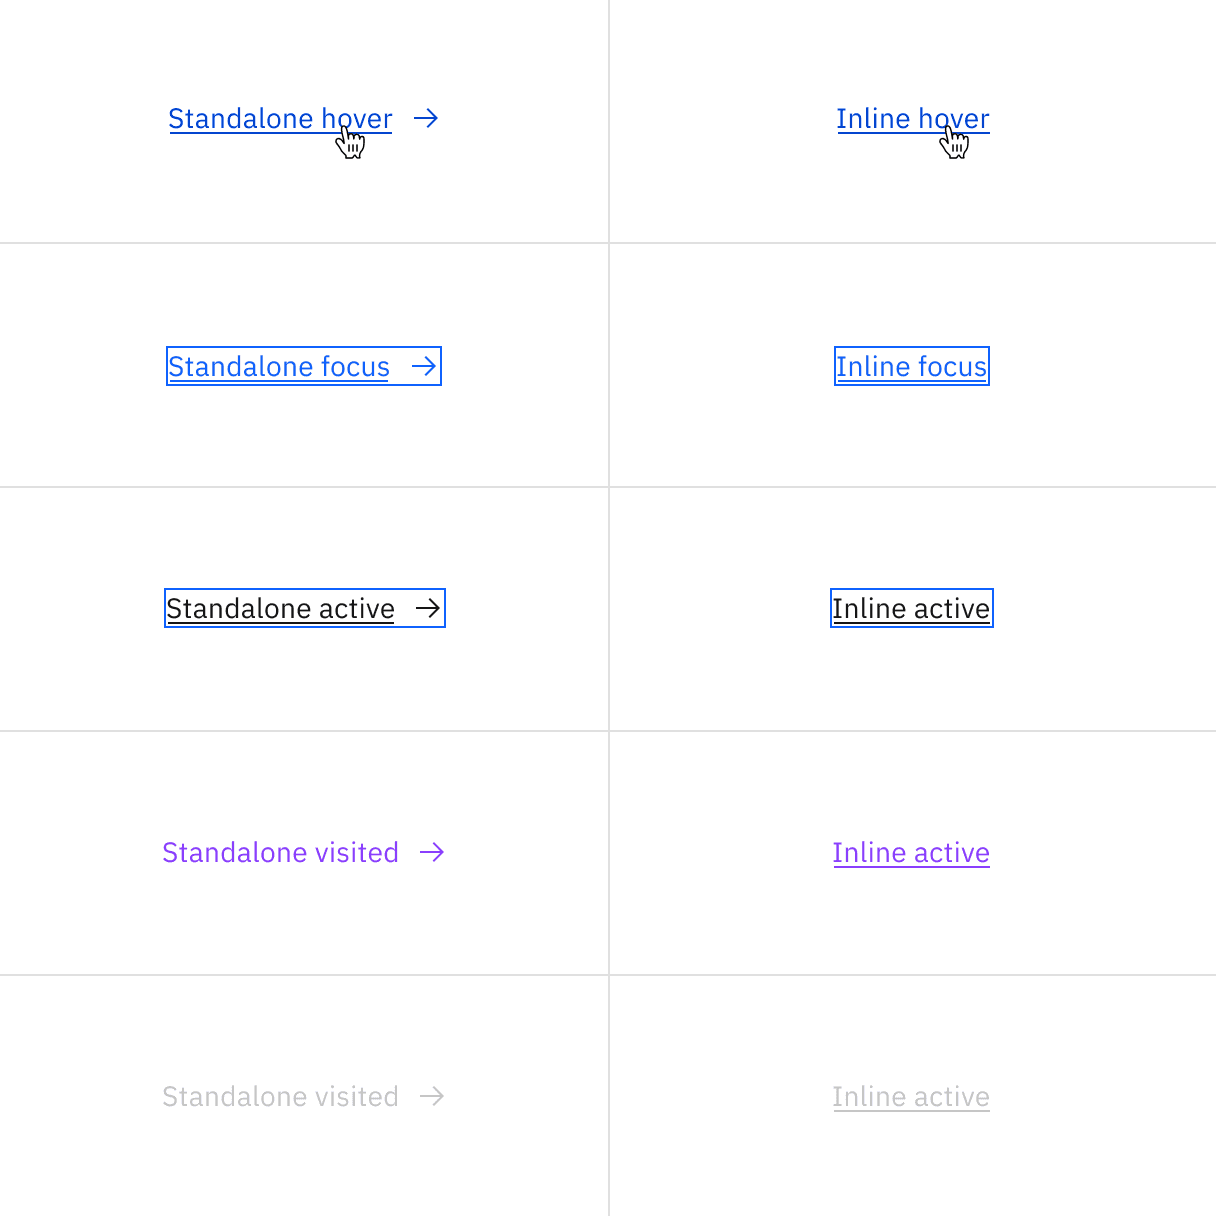 Standalone hover →
Inline hover
Standalone focus →
Inline focus
Standalone active →
Inline active
Standalone visited →
Inline active
Standalone visited →
Inline active